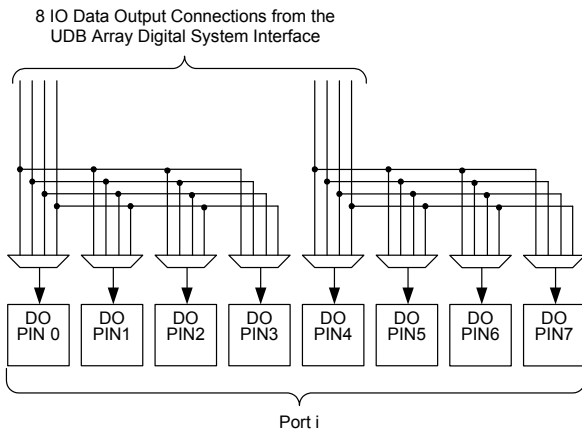 8 IO Data Output Connections from the
UDB Array Digital System Interface
DO
PIN 0
DO
PIN1
DO
PIN2
DO
PIN3
DO
PIN4
DO
PIN5
DO
PIN6
DO
PIN7
Port i